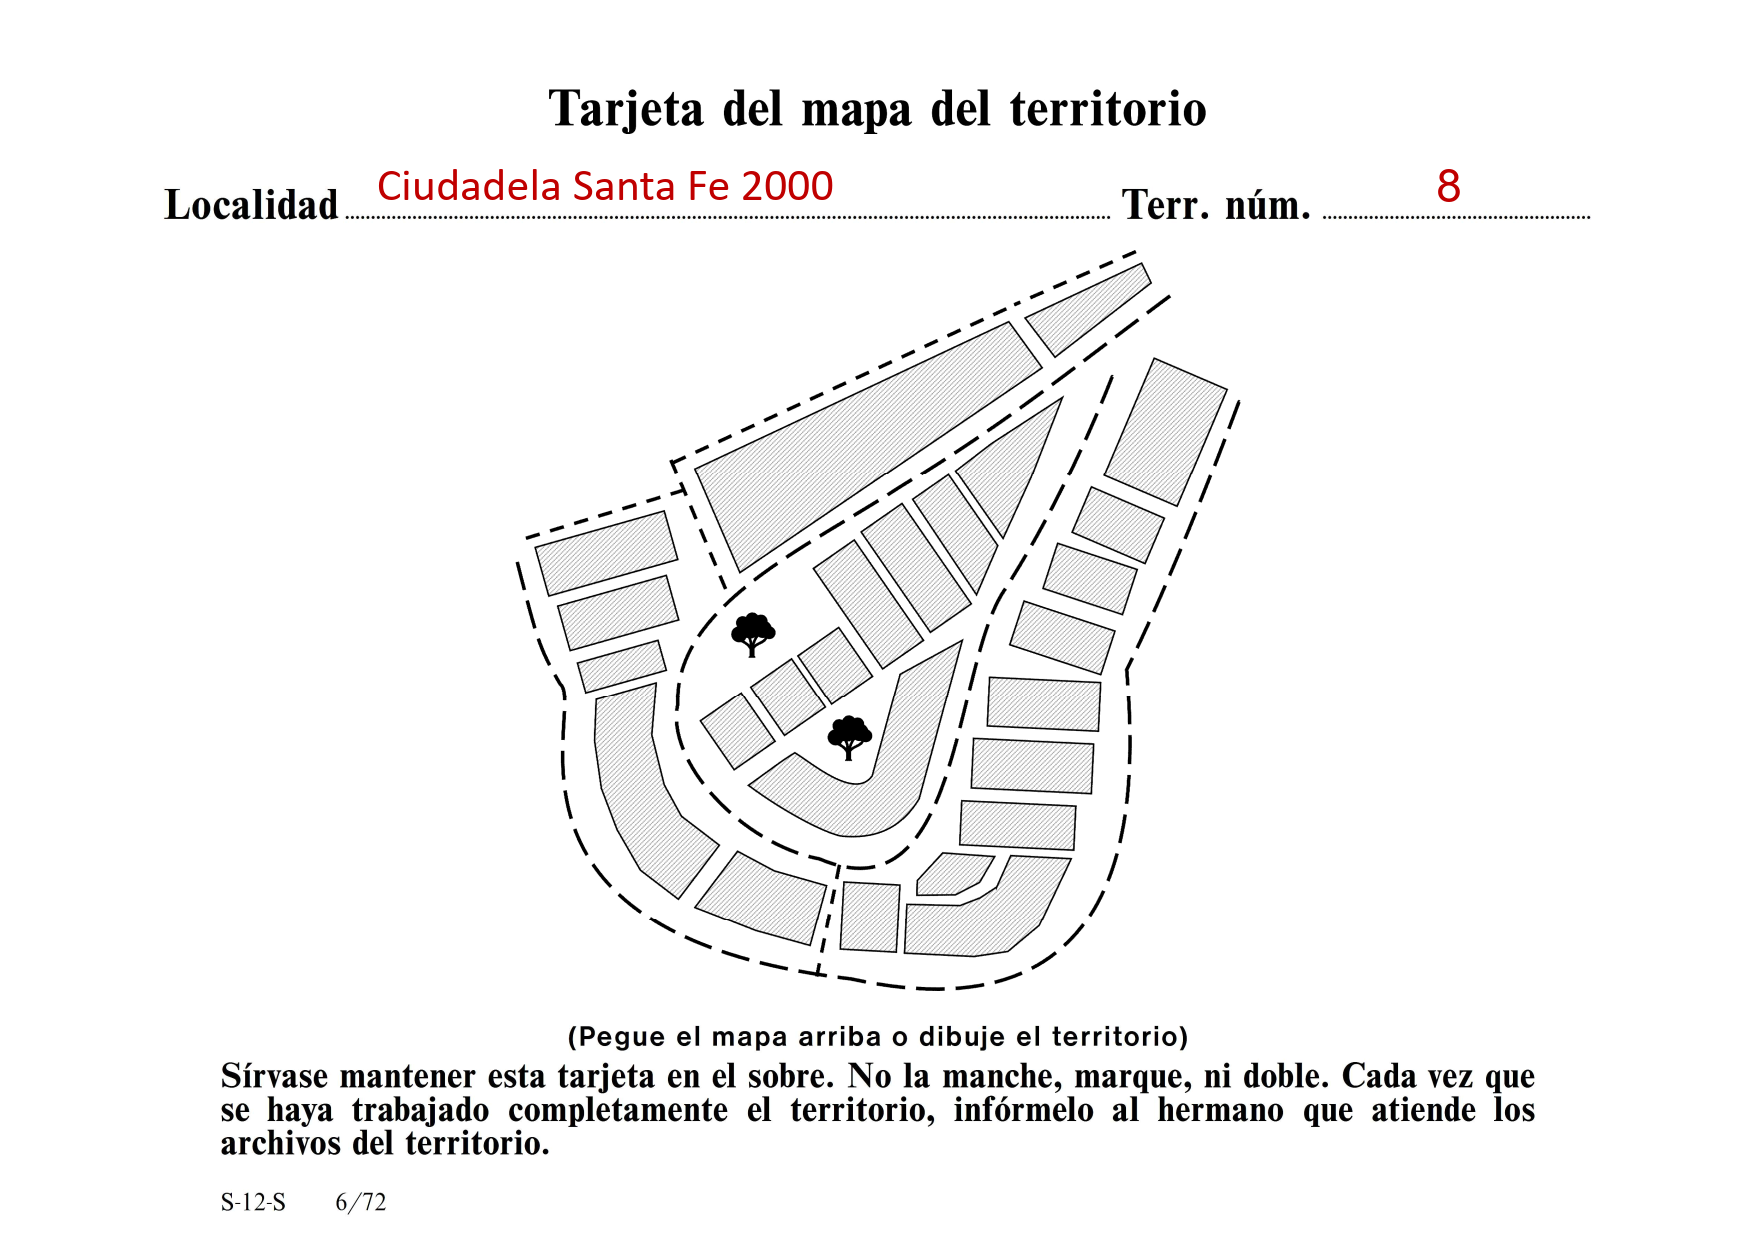 Tarjeta del mapa del territorio
Localidad Ciudadela Santa Fe 2000 Terr. núm. 8
(Pegue el mapa arriba o dibuje el territorio)
Sírvase mantener esta tarjeta en el sobre. No la manche, marque, ni doble. Cada vez que
se haya trabajado completamente el territorio, infórmelo al hermano que atiende los
archivos del territorio.
S-12-S 6/72